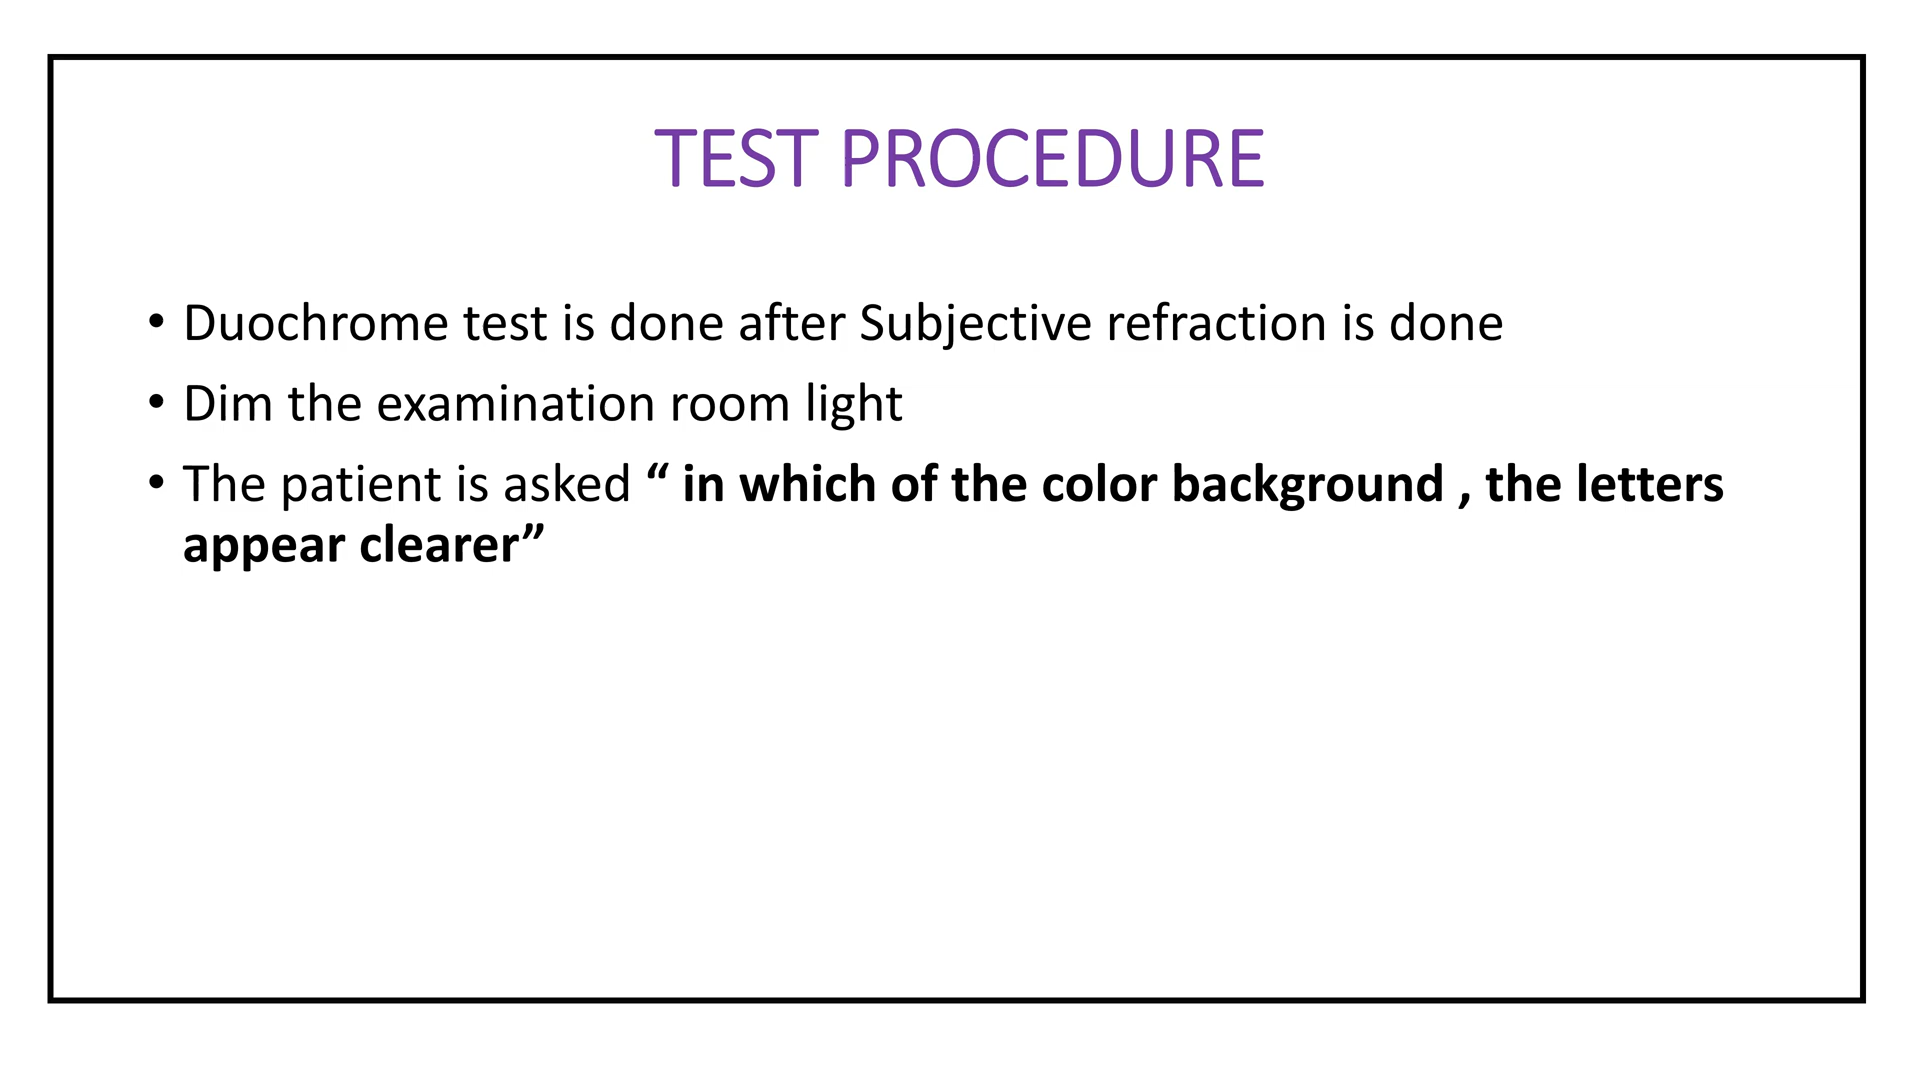 TEST PROCEDURE
• Duochrome test is done after Subjective refraction is done
• Dim the examination room light
• The patient is asked “ in which of the color background , the letters
appear clearer”